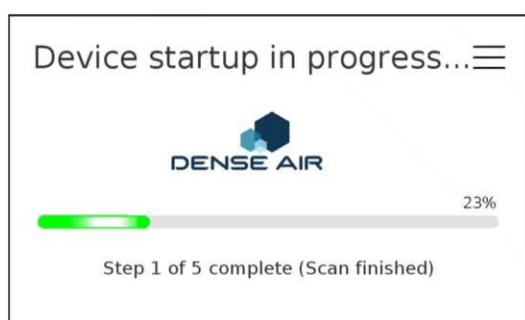 Device startup in progress...
DENSE AIR
23%
Step 1 of 5 complete (Scan finished)